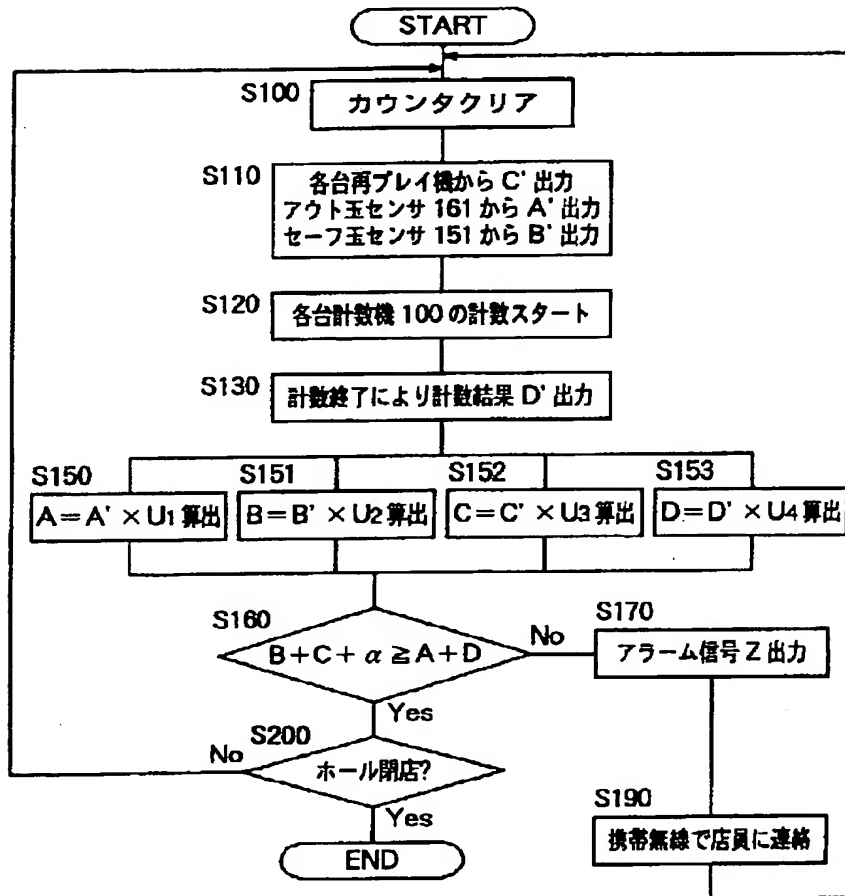 START
S100
カウンタクリア
S110
各台再プレイ機から C' 出力
アウト玉センサ 161 から A' 出力
セーフ玉センサ 151 から B' 出力
S120
各台計数機 100 の計数スタート
S130
計数終了により計数結果 D' 出力
S150
A=A' × U1 算出
S151
B=B' × U2 算出
S152
C=C' × U3 算出
S153
D=D' × U4 算出
S160
B+C+α≧A+D
No
S170
アラーム信号 Z 出力
Yes
S200
No
ホール閉店?
Yes
S190
携帯無線で店員に連絡
END